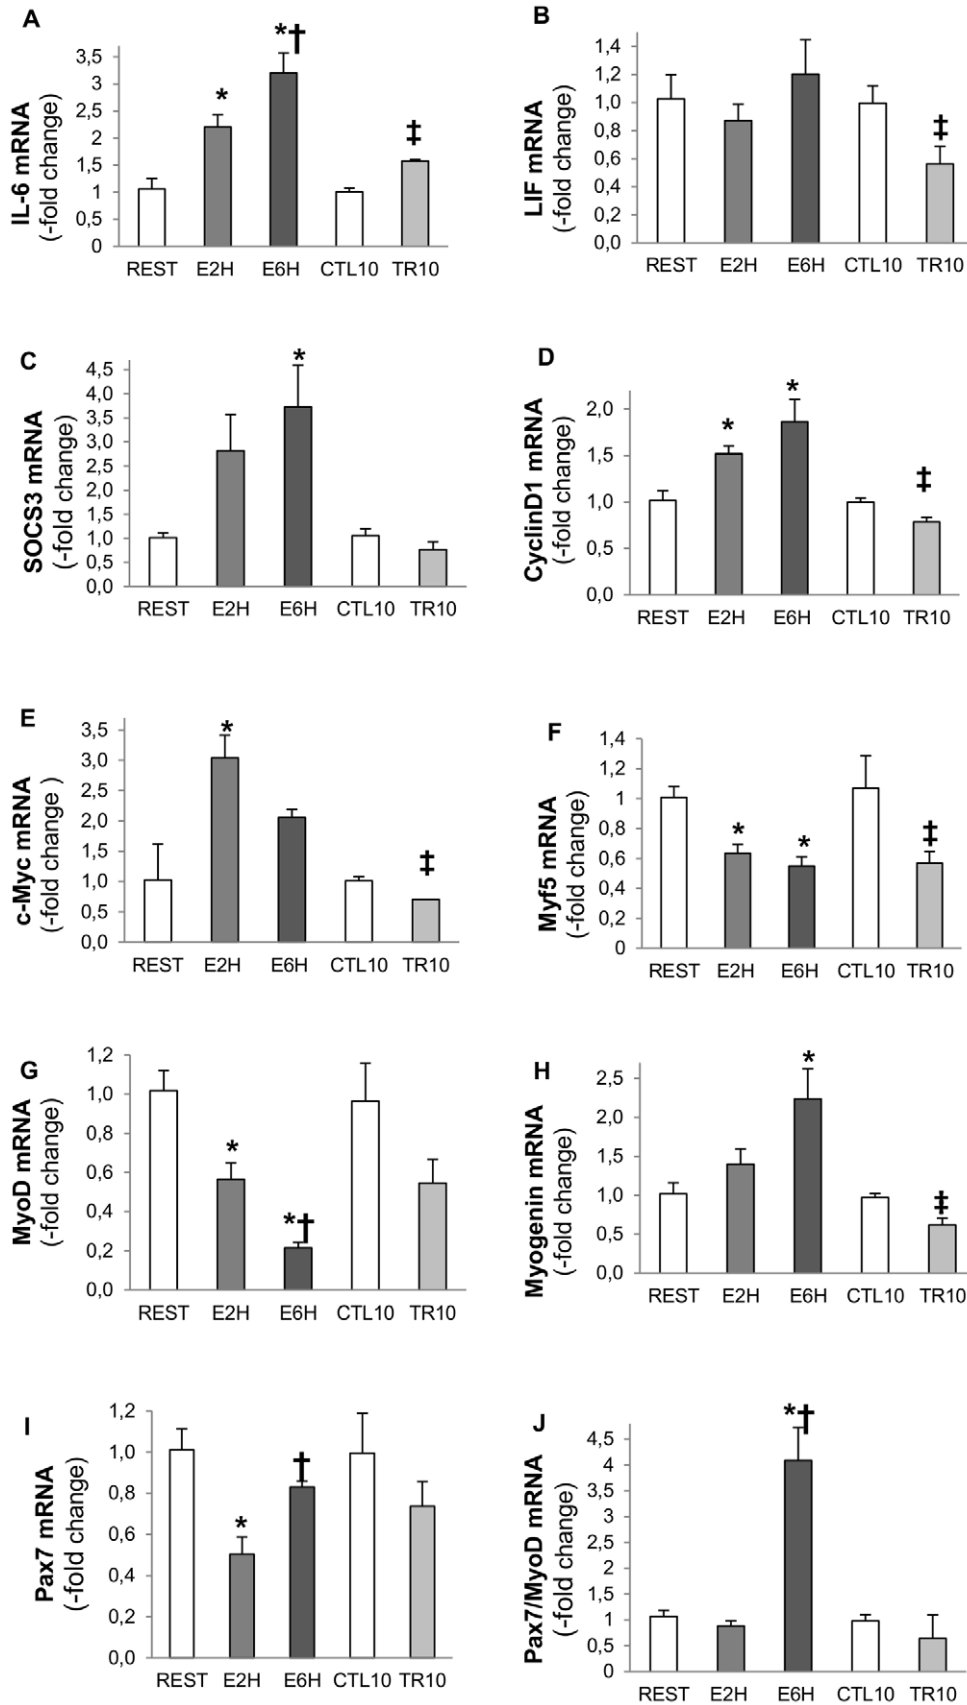 A
IL-6 mRNA
(-fold change)
*
*†
‡
3,5
3
2,5
2
1,5
1
0,5
0
REST E2H E6H CTL10 TR10
B
LIF mRNA
(-fold change)
‡
1,4
1,2
1,0
0,8
0,6
0,4
0,2
0,0
REST E2H E6H CTL10 TR10
C
SOCS3 mRNA
(-fold change)
*
4,5
4,0
3,5
3,0
2,5
2,0
1,5
1,0
0,5
0,0
REST E2H E6H CTL10 TR10
D
CyclinD1 mRNA
(-fold change)
*
*
‡
2,0
1,5
1,0
0,5
0,0
REST E2H E6H CTL10 TR10
E
c-Myc mRNA
(-fold change )
*
‡
3,5
3,0
2,5
2,0
1,5
1,0
0,5
0,0
REST E2H E6H CTL10 TR10
F
Myf5 mRNA
(-fold change)
*
*
‡
1,4
1,2
1
0,8
0,6
0,4
0,2
0
REST E2H E6H CTL10 TR10
G
MyoD mRNA
(-fold change)
*
*†
1,2
1,0
0,8
0,6
0,4
0,2
0,0
REST E2H E6H CTL10 TR10
H
Myogenin mRNA
(-fold change)
*
‡
2,5
2,0
1,5
1,0
0,5
0,0
REST E2H E6H CTL10 TR10
I
Pax7 mRNA
(-fold change)
*
†
1,2
1,0
0,8
0,6
0,4
0,2
0,0
REST E2H E6H CTL10 TR10
J
Pax7/MyoD mRNA
(-fold change)
*†
4,5
4
3,5
3
2,5
2
1,5
1
0,5
0
REST E2H E6H CTL10 TR10